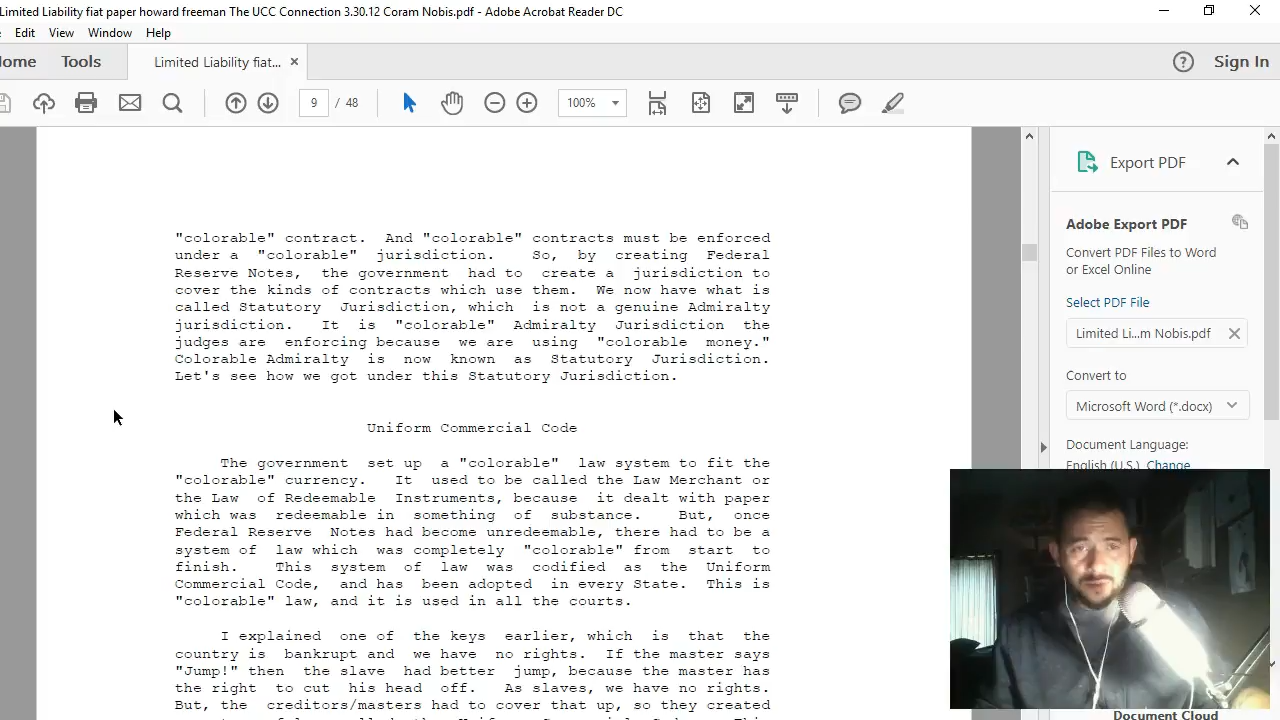 Limited Liability fiat paper howard freeman The UCC Connection 3.30.12 Coram Nobis.pdf - Adobe Acrobat Reader DC
Edit View Window Help
Tools Limited Liability fiat... × Sign In
9 / 48 100%
"colorable" contract. And "colorable" contracts must be enforced
under a "colorable" jurisdiction. So, by creating Federal
Reserve Notes, the government had to create a jurisdiction to
cover the kinds of contracts which use them. We now have what is
called Statutory Jurisdiction, which is not a genuine Admiralty
jurisdiction. It is "colorable" Admiralty Jurisdiction the
judges are enforcing because we are using "colorable money."
Colorable Admiralty is now known as Statutory Jurisdiction.
Let's see how we got under this Statutory Jurisdiction.
Uniform Commercial Code
The government set up a "colorable" law system to fit the
"colorable" currency. It used to be called the Law Merchant or
the Law of Redeemable Instruments, because it dealt with paper
which was redeemable in something of substance. But, once
Federal Reserve Notes had become unredeemable, there had to be a
system of law which was completely "colorable" from start to
finish. This system of law was codified as the Uniform
Commercial Code, and has been adopted in every State. This is
"colorable" law, and it is used in all the courts.
I explained one of the keys earlier, which is that the
country is bankrupt and we have no rights. If the master says
"Jump!" then the slave had better jump, because the master has
the right to cut his head off. As slaves, we have no rights.
But, the creditors/masters had to cover that up, so they created
Export PDF
Adobe Export PDF
Convert PDF Files to Word
or Excel Online
Select PDF File
Limited Li...m Nobis.pdf
Convert to
Microsoft Word (*.docx)
Document Language:
English (U.S.) Change
Document Cloud